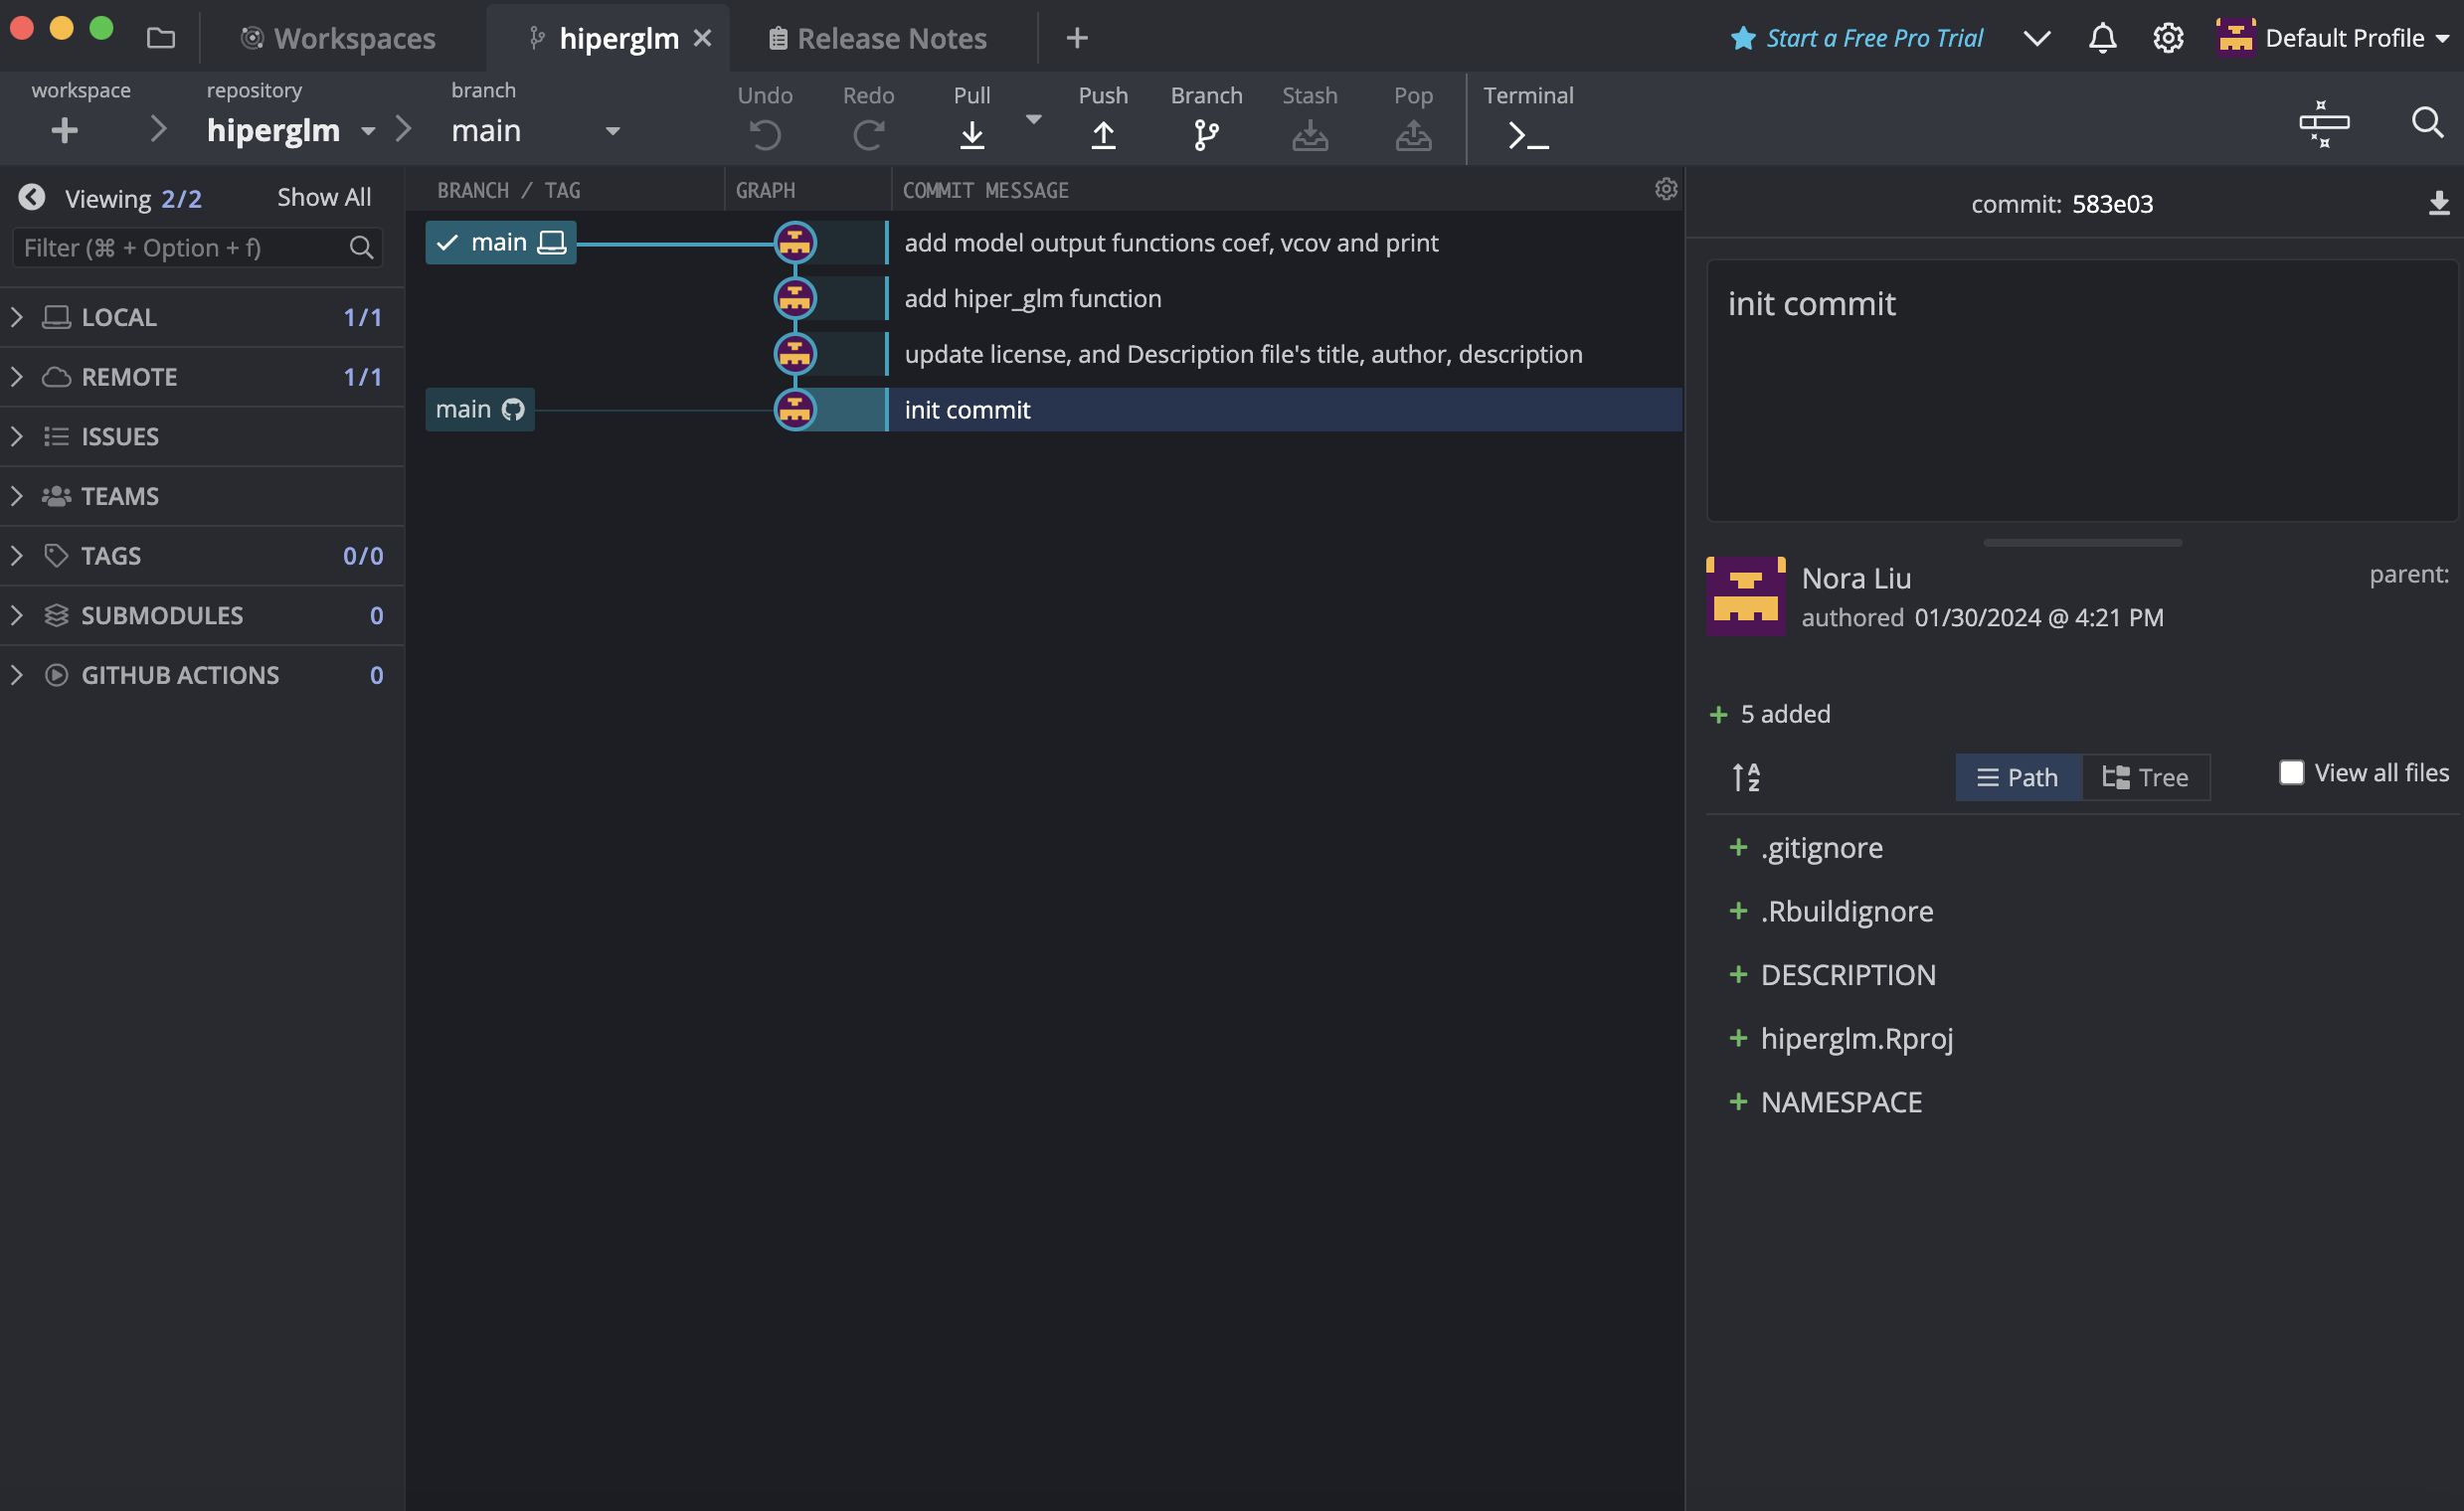 Workspaces
hiperglm
Release Notes
Start a Free Pro Trial
Default Profile
workspace
repository
hiperglm
branch
main
Undo
Redo
Pull
Push
Branch
Stash
Pop
Terminal
Viewing 2/2
Show All
Filter (⌘ + Option + f)
LOCAL 1/1
REMOTE 1/1
ISSUES
TEAMS
TAGS 0/0
SUBMODULES 0
GITHUB ACTIONS 0
BRANCH / TAG
GRAPH
COMMIT MESSAGE
main
add model output functions coef, vcov and print
add hiper_glm function
update license, and Description file's title, author, description
main
init commit
commit: 583e03
init commit
Nora Liu
parent:
authored 01/30/2024 @ 4:21 PM
+ 5 added
A
Z
Path
Tree
View all files
+ .gitignore
+ .Rbuildignore
+ DESCRIPTION
+ hiperglm.Rproj
+ NAMESPACE